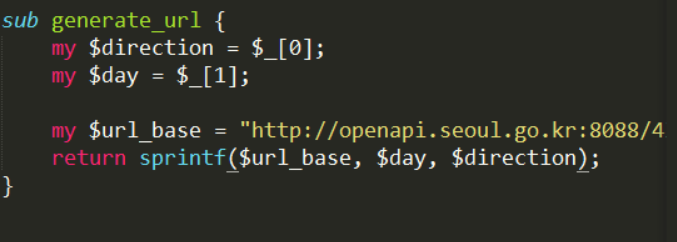 sub generate_url {
my $direction = $_[0];
my $day = $_[1];
my $url_base = "http://openapi.seoul.go.kr:8088/4
return sprintf($url_base, $day, $direction);
}